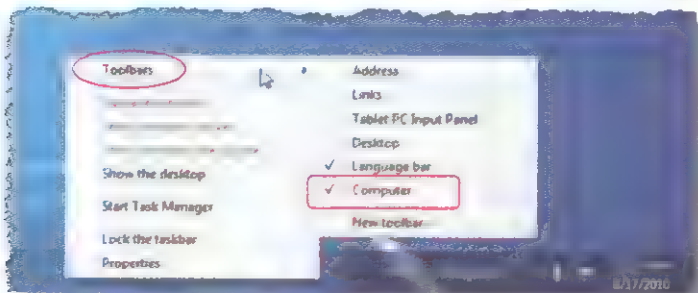 Toolbars
Show the desktop
Start Task Manager
Lock the taskbar
Properties
Address
Links
Tablet PC Input Panel
Desktop
Language bar
Computer
New toolbar
8/17/2010